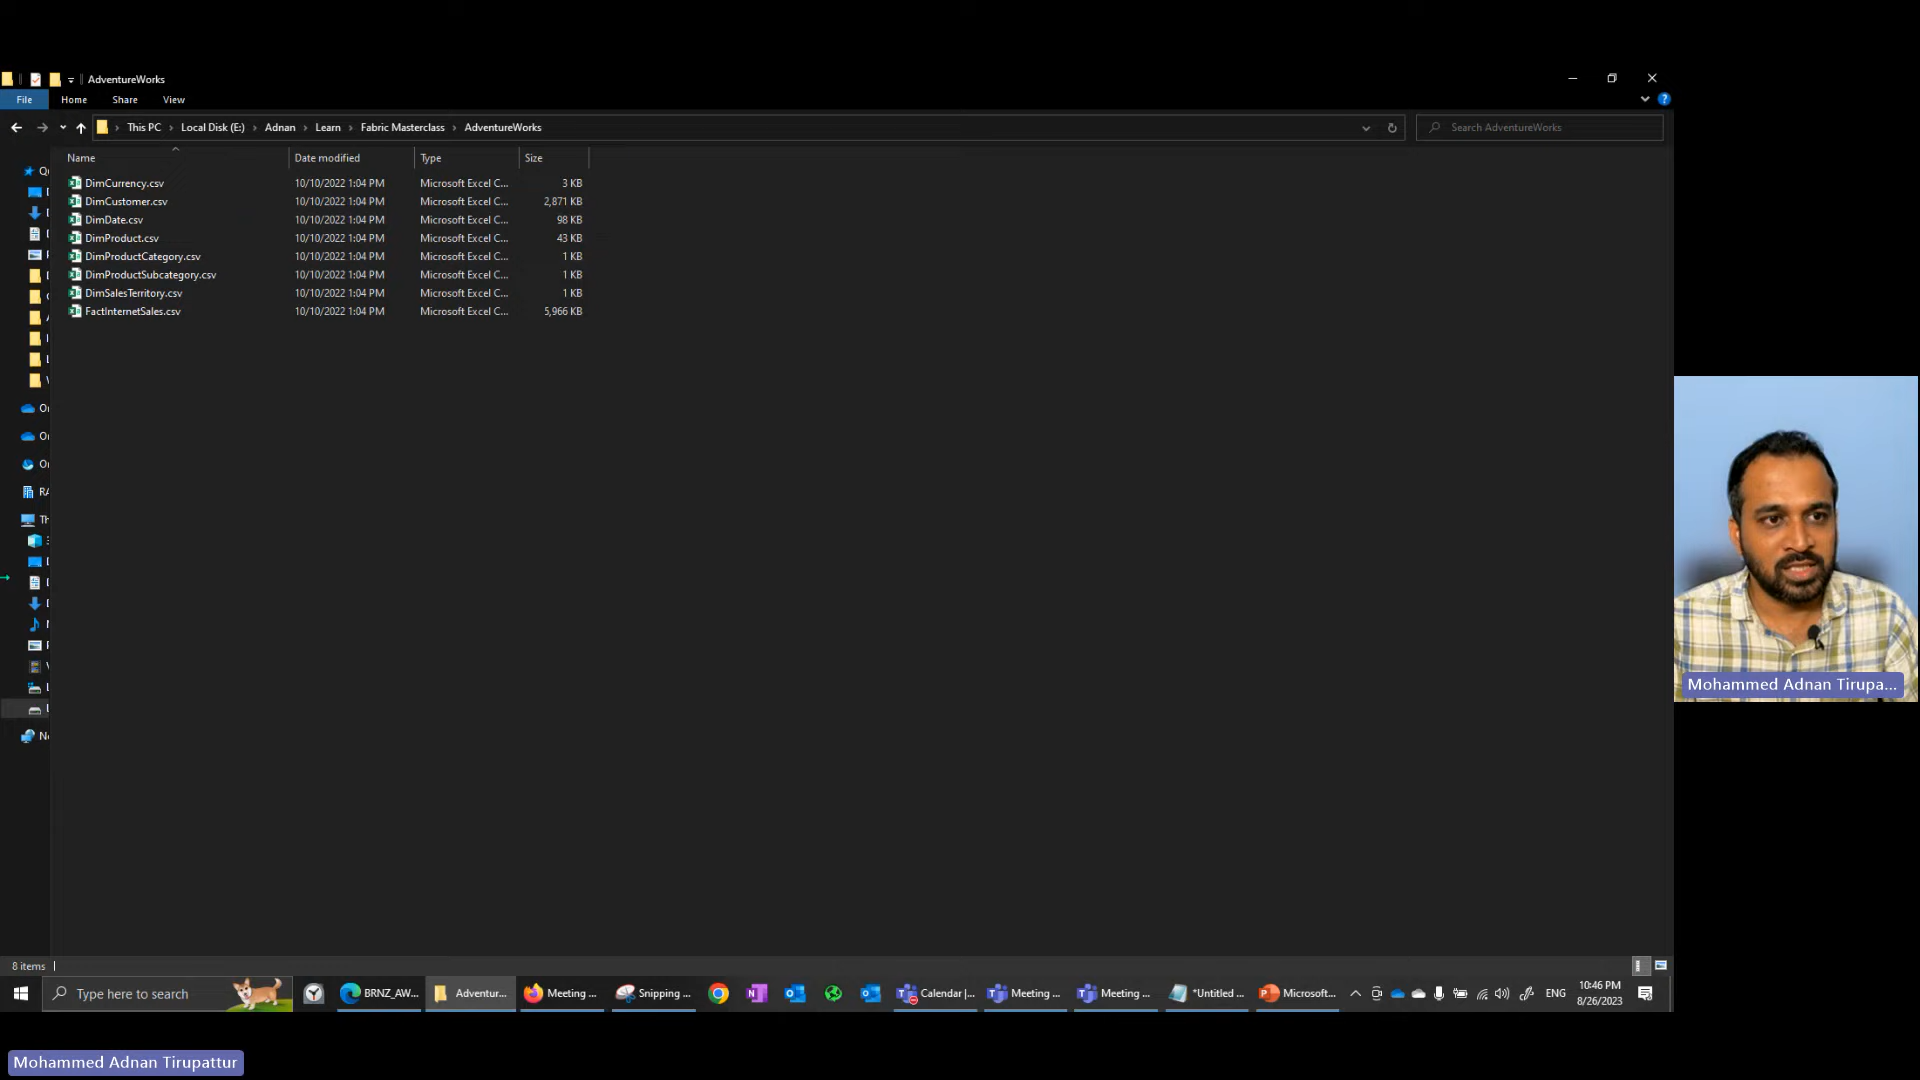 AdventureWorks
File Home Share View
This PC Local Disk (E:) Adnan Learn Fabric Masterclass AdventureWorks Search AdventureWorks
Name Date modified Type Size
DimCurrency.csv 10/10/2022 1:04 PM Microsoft Excel C... 3 KB
DimCustomer.csv 10/10/2022 1:04 PM Microsoft Excel C... 2,871 KB
DimDate.csv 10/10/2022 1:04 PM Microsoft Excel C... 98 KB
DimProduct.csv 10/10/2022 1:04 PM Microsoft Excel C... 43 KB
DimProductCategory.csv 10/10/2022 1:04 PM Microsoft Excel C... 1 KB
DimProductSubcategory.csv 10/10/2022 1:04 PM Microsoft Excel C... 1 KB
DimSalesTerritory.csv 10/10/2022 1:04 PM Microsoft Excel C... 1 KB
FactInternetSales.csv 10/10/2022 1:04 PM Microsoft Excel C... 5,966 KB
Mohammed Adnan Tirupa...
8 items
Type here to search BRNZ_AW... Adventur... Meeting ... Snipping ... Calendar |... Meeting ... Meeting ... *Untitled ... Microsoft... ENG 10:46 PM
8/26/2023
Mohammed Adnan Tirupattur